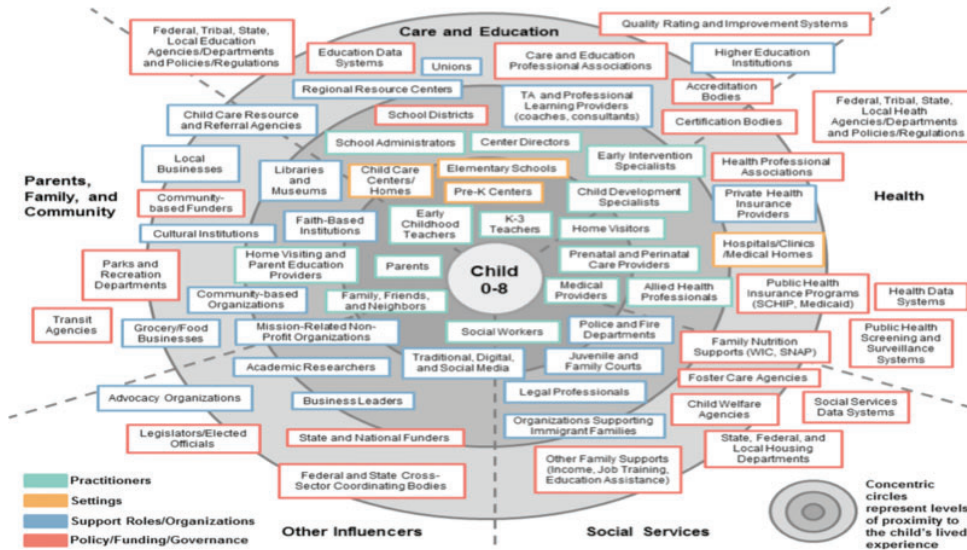 Care and Education
Federal, Tribal, State,
Local Education
Agencies/Departments
and Policies/Regulations
Education Data
Systems
Unions
Care and Education
Professional Associations
Quality Rating and Improvement Systems
Higher Education
Institutions
Regional Resource Centers
TA and Professional
Learning Providers
(coaches, consultants)
Accreditation
Bodies
Child Care Resource
and Referral Agencies
School Districts
Certification Bodies
Federal, Tribal, State,
Local Heath
Agencies/Departments
and Policies/Regulations
School Administrators
Center Directors
Local
Businesses
Libraries
and
Museums
Child Care
Centers/
Homes
Elementary Schools
Early Intervention
Specialists
Health Professional
Associations
Parents,
Family, and
Community
Community-
based Funders
Pre-K Centers
Child Development
Specialists
Private Health
Insurance
Providers
Health
Cultural Institutions
Faith-Based
Institutions
Early
Childhood
Teachers
K-3
Teachers
Home Visitors
Hospitals/Clinics
/Medical Homes
Parks and
Recreation
Departments
Home Visiting and
Parent Education
Providers
Parents
Child
0-8
Prenatal and Perinatal
Care Providers
Community-based
Organizations
Family, Friends,
and Neighbors
Medical
Providers
Allied Health
Professionals
Public Health
Insurance Programs
(SCHIP, Medicaid)
Health Data
Systems
Transit
Agencies
Grocery/Food
Businesses
Mission-Related Non-
Profit Organizations
Social Workers
Police and Fire
Departments
Family Nutrition
Supports (WIC, SNAP)
Public Health
Screening and
Surveillance
Systems
Academic Researchers
Traditional, Digital,
and Social Media
Juvenile and
Family Courts
Foster Care Agencies
Advocacy Organizations
Business Leaders
Legal Professionals
Child Welfare
Agencies
Social Services
Data Systems
Legislators/Elected
Officials
State and National Funders
Organizations Supporting
Immigrant Families
State, Federal, and
Local Housing
Departments
Federal and State Cross-
Sector Coordinating Bodies
Other Family Supports
(Income, Job Training,
Education Assistance)
Practitioners
Settings
Support Roles/Organizations
Policy/Funding/Governance
Other Influencers
Social Services
Concentric
circles
represent levels
of proximity to
the child's lived
experience